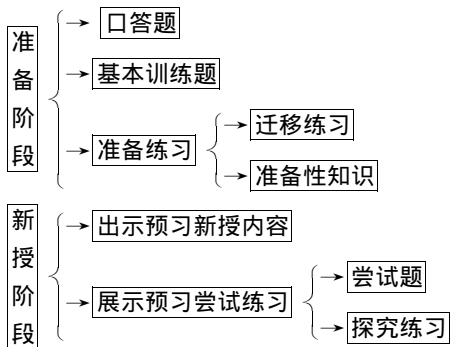 准备阶段
口答题
基本训练题
准备练习
迁移练习
准备性知识
新授阶段
出示预习新授内容
展示预习尝试练习
尝试题
探究练习